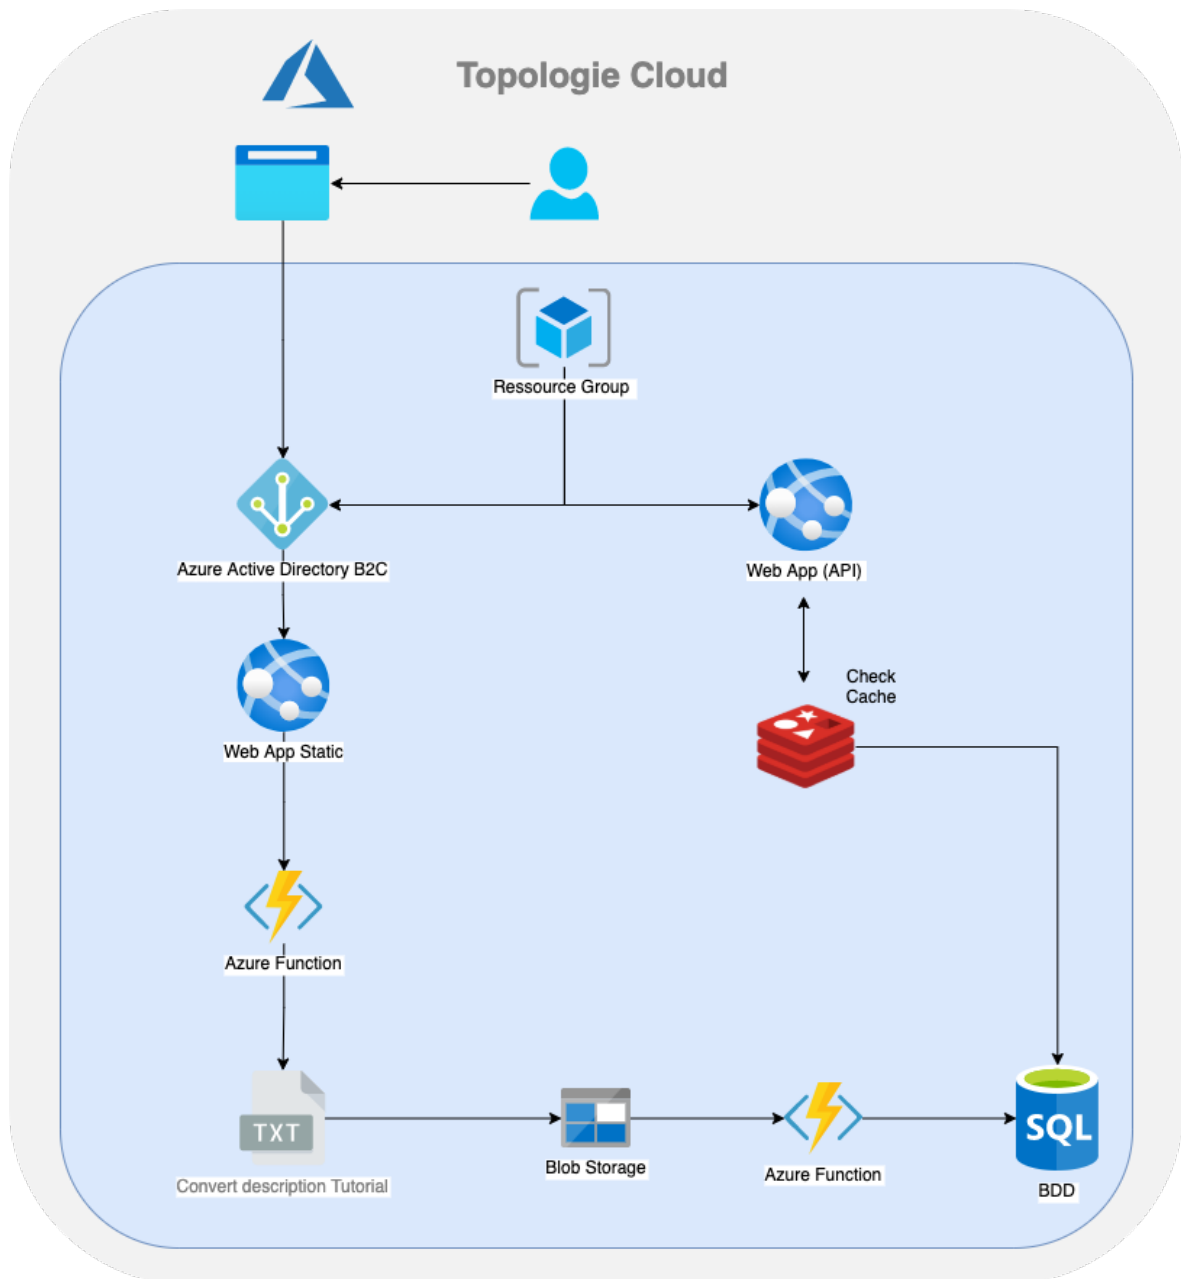 Topologie Cloud
Ressource Group
Azure Active Directory B2C
Web App (API)
Check
Cache
Web App Static
Azure Function
TXT
Convert description Tutorial
Blob Storage
Azure Function
SQL
BDD